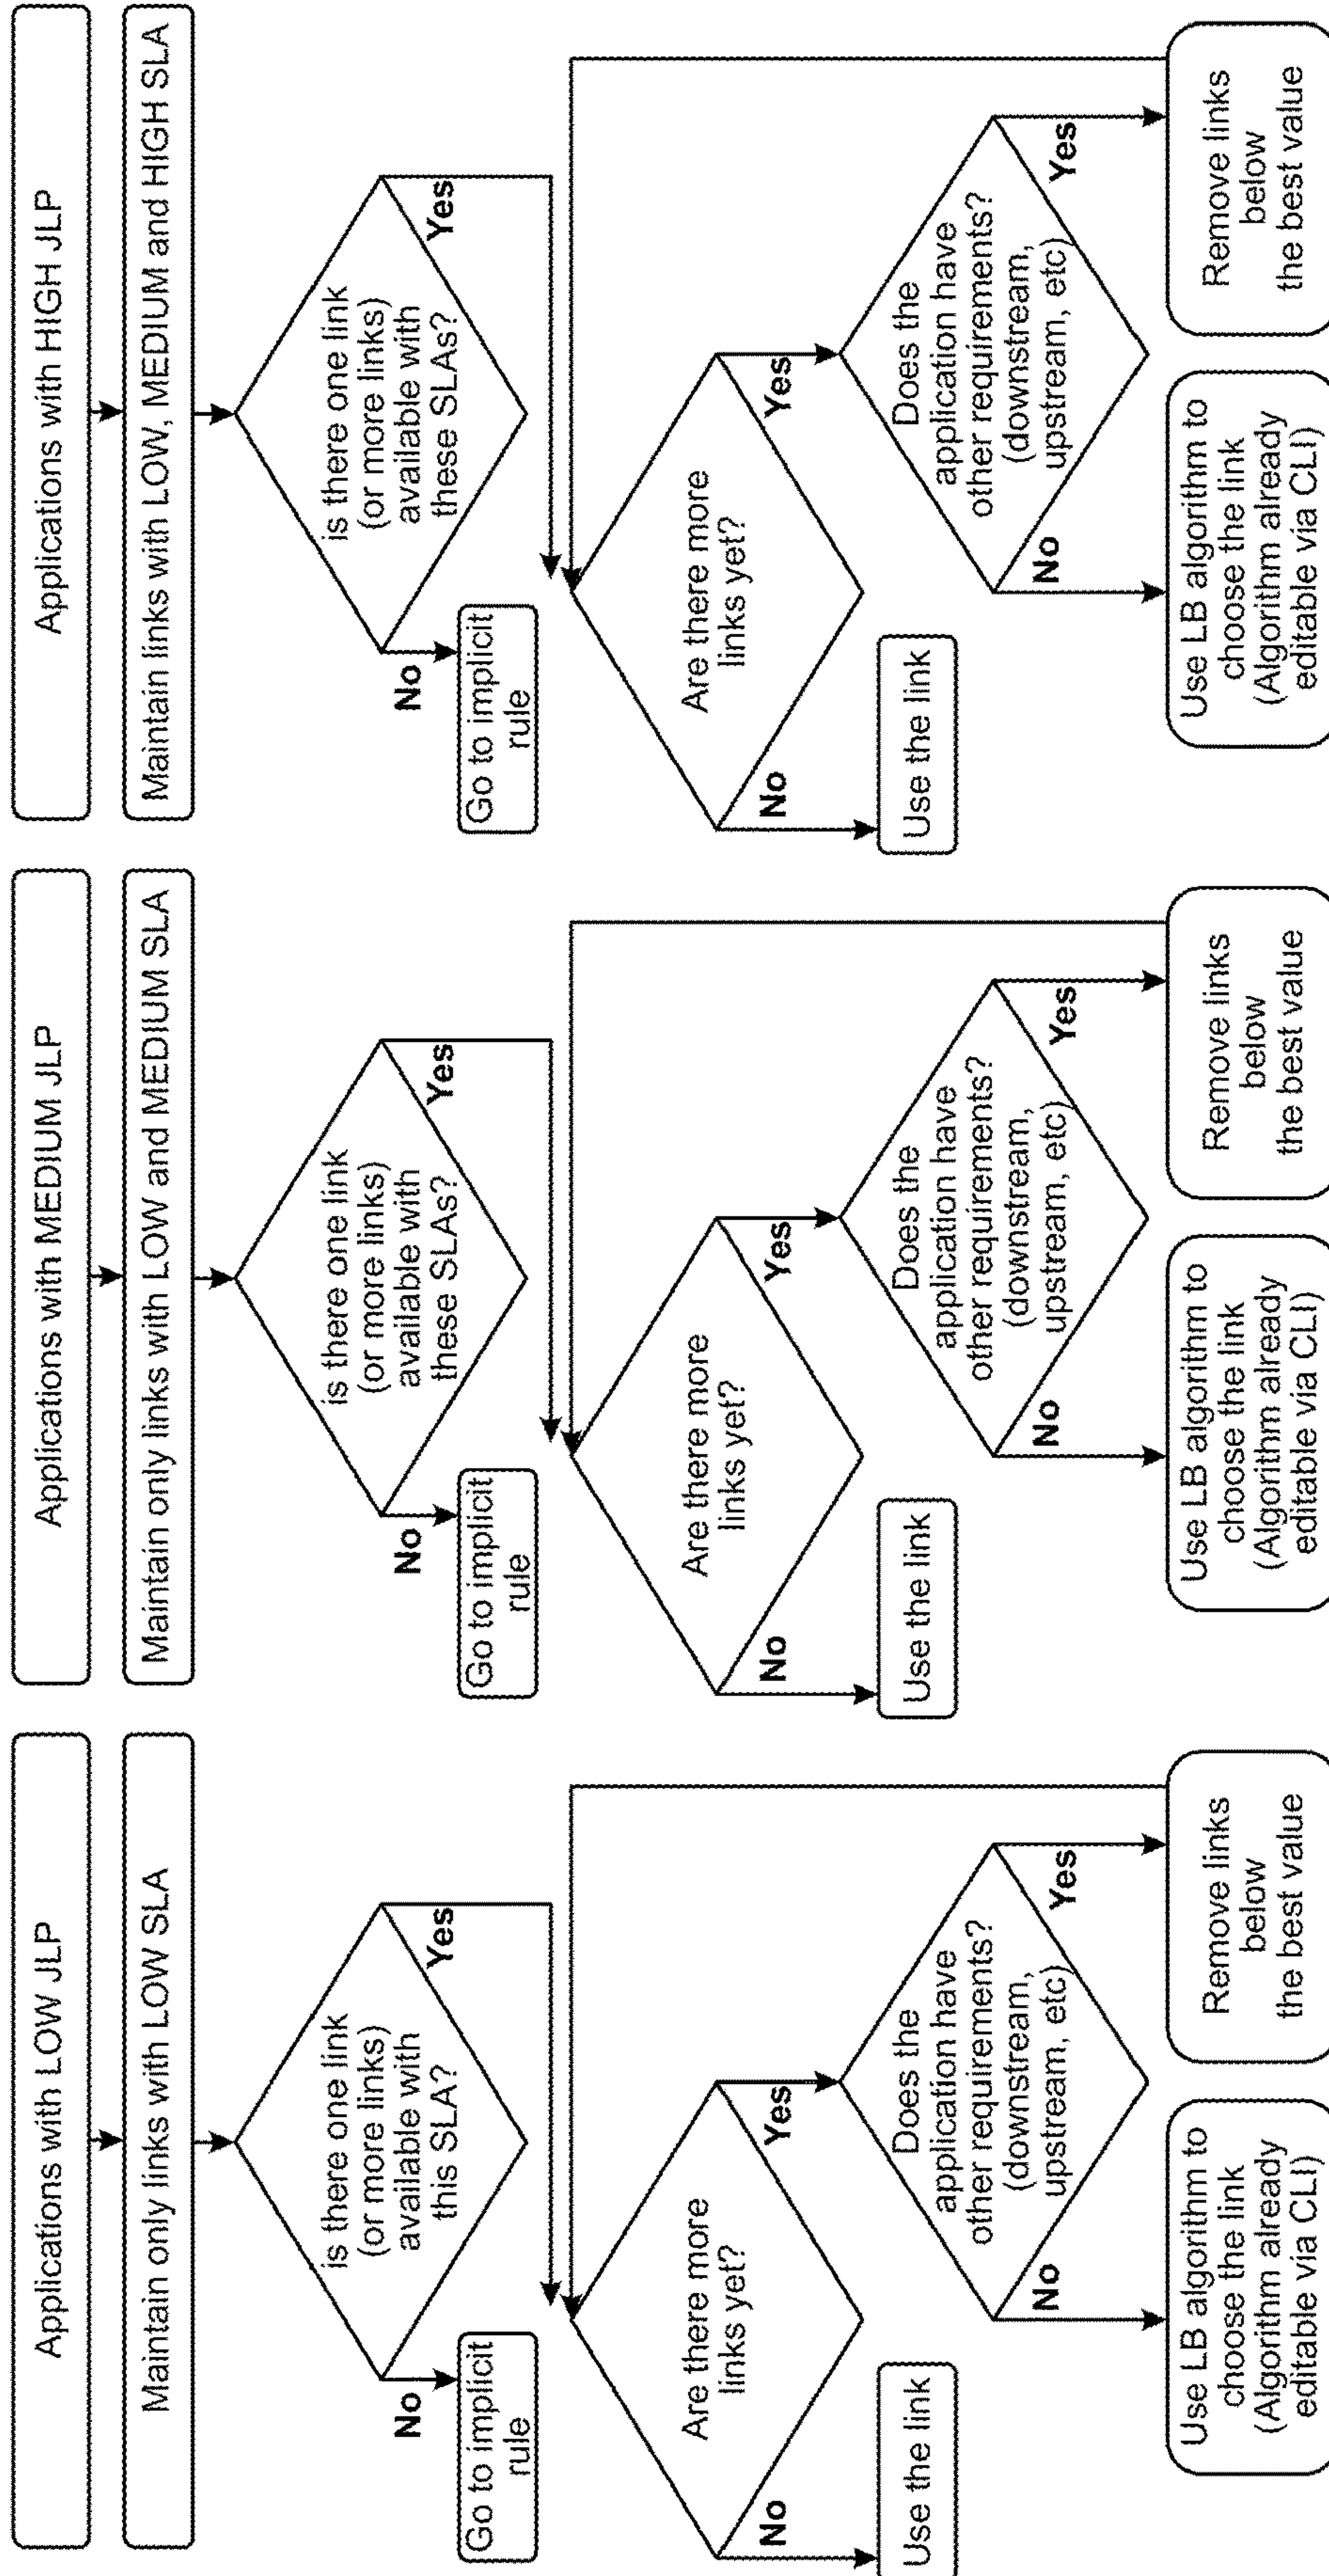 Applications with LOW JLP
Maintain only links with LOW SLA
is there one link
(or more links)
available with
this SLA?
No
Yes
Go to implicit
rule
Are there more
links yet?
No
Yes
Use the link
Does the
application have
other requirements?
(downstream,
upstream, etc)
No
Yes
Use LB algorithm to
choose the link
(Algorithm already
editable via CLI)
Remove links
below
the best value
Applications with MEDIUM JLP
Maintain only links with LOW and MEDIUM SLA
is there one link
(or more links)
available with
these SLAs?
No
Yes
Go to implicit
rule
Are there more
links yet?
No
Yes
Use the link
Does the
application have
other requirements?
(downstream,
upstream, etc)
No
Yes
Use LB algorithm to
choose the link
(Algorithm already
editable via CLI)
Remove links
below
the best value
Applications with HIGH JLP
Maintain links with LOW, MEDIUM and HIGH SLA
is there one link
(or more links)
available with
these SLAs?
No
Yes
Go to implicit
rule
Are there more
links yet?
No
Yes
Use the link
Does the
application have
other requirements?
(downstream,
upstream, etc)
No
Yes
Use LB algorithm to
choose the link
(Algorithm already
editable via CLI)
Remove links
below
the best value